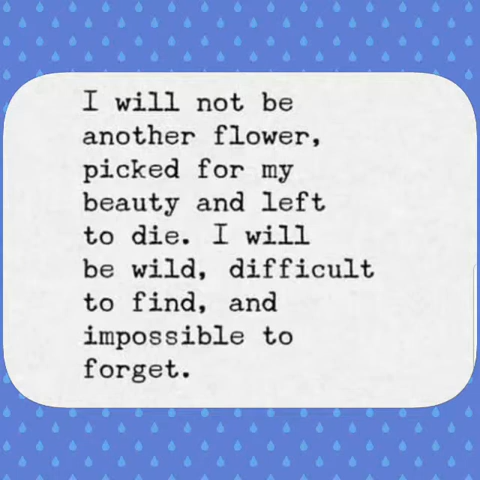 I will not be
another flower,
picked for my
beauty and left
to die. I will
be wild, difficult
to find, and
impossible to
forget.